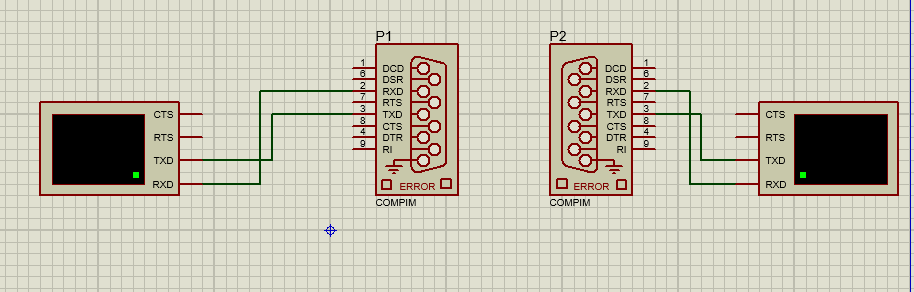 P1
1 DCD
6 DSR
2 RXD
7 RTS
3 TXD
8 CTS
4 DTR
9 RI
ERROR
COMPIM
P2
DCD 1
DSR 6
RXD 2
RTS 7
TXD 3
CTS 8
DTR 4
RI 9
ERROR
COMPIM
CTS
RTS
TXD
RXD
CTS
RTS
TXD
RXD